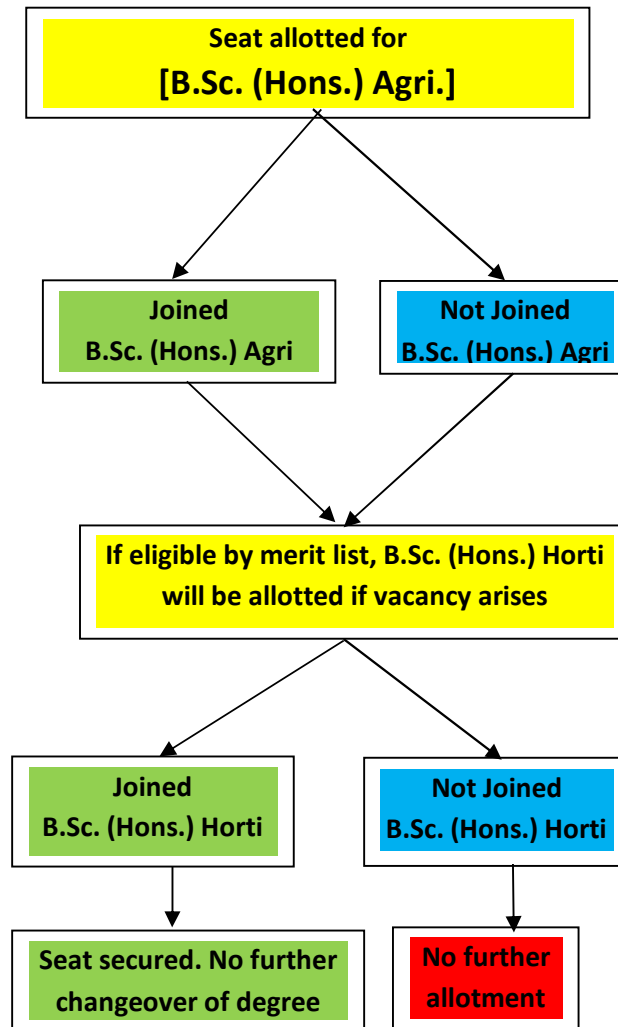 Seat allotted for
[B.Sc. (Hons.) Agri.]
Joined
B.Sc. (Hons.) Agri
Not Joined
B.Sc. (Hons.) Agri
If eligible by merit list, B.Sc. (Hons.) Horti
will be allotted if vacancy arises
Joined
B.Sc. (Hons.) Horti
Not Joined
B.Sc. (Hons.) Horti
Seat secured. No further
changeover of degree
No further
allotment